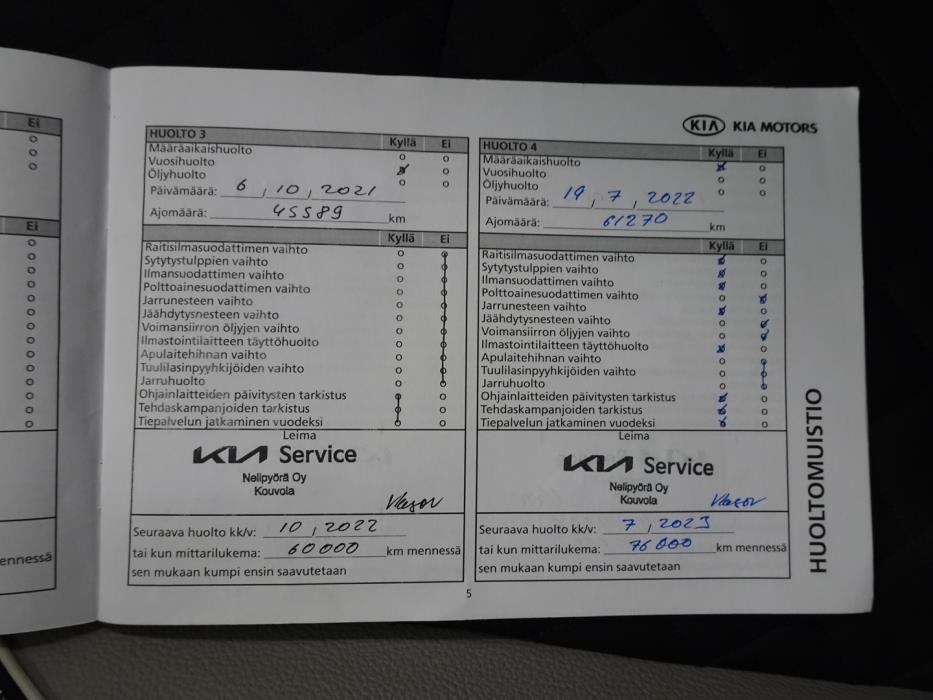 Ei
Ei
ennessä
KIA KIA MOTORS
HUOLTO 3
Kyllä Ei
Määräaikaishuolto
Vuosihuolto
Öljyhuolto
Päivämäärä: 6 , 10 , 2021
Ajomäärä: 45589 km
Kyllä Ei
Raitisilmasuodattimen vaihto
Sytytystulppien vaihto
Ilmansuodattimen vaihto
Polttoainesuodattimen vaihto
Jarrunesteen vaihto
Jäähdytysnesteen vaihto
Voimansiirron öljyjen vaihto
Ilmastointilaitteen täyttöhuolto
Apulaitehihnan vaihto
Tuulilasinpyyhkijöiden vaihto
Jarruhuolto
Ohjainlaitteiden päivitysten tarkistus
Tehdaskampanjoiden tarkistus
Tiepalvelun jatkaminen vuodeksi
Leima
KIA Service
Nelipyörä Oy
Kouvola
Seuraava huolto kk/v: 10 , 2022
tai kun mittarilukema: 60000 km mennessä
sen mukaan kumpi ensin saavutetaan
HUOLTO 4
Kyllä Ei
Määräaikaishuolto
Vuosihuolto
Öljyhuolto
Päivämäärä: 19 , 7 , 2022
Ajomäärä: 61270 km
Kyllä Ei
Raitisilmasuodattimen vaihto
Sytytystulppien vaihto
Ilmansuodattimen vaihto
Polttoainesuodattimen vaihto
Jarrunesteen vaihto
Jäähdytysnesteen vaihto
Voimansiirron öljyjen vaihto
Ilmastointilaitteen täyttöhuolto
Apulaitehihnan vaihto
Tuulilasinpyyhkijöiden vaihto
Jarruhuolto
Ohjainlaitteiden päivitysten tarkistus
Tehdaskampanjoiden tarkistus
Tiepalvelun jatkaminen vuodeksi
Leima
KIA Service
Nelipyörä Oy
Kouvola
Seuraava huolto kk/v: 7 , 2023
tai kun mittarilukema: 76000 km mennessä
sen mukaan kumpi ensin saavutetaan
HUOLTOMUISTIO
5